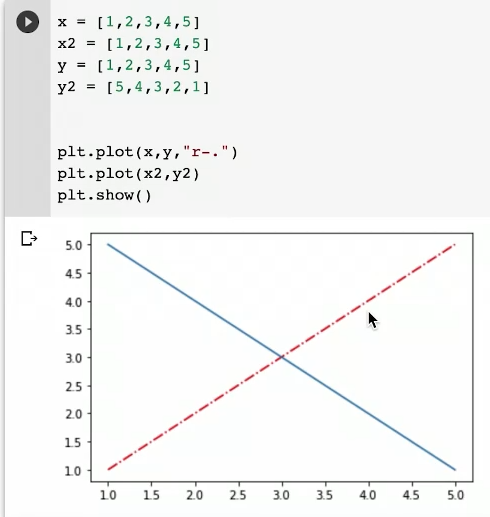 x = [1,2,3,4,5]
x2 = [1,2,3,4,5]
y = [1,2,3,4,5]
y2 = [5,4,3,2,1]
plt.plot(x,y,"r-.")
plt.plot(x2,y2)
plt.show()
5.0
4.5
4.0
3.5
3.0
2.5
2.0
1.5
1.0
1.0 1.5 2.0 2.5 3.0 3.5 4.0 4.5 5.0